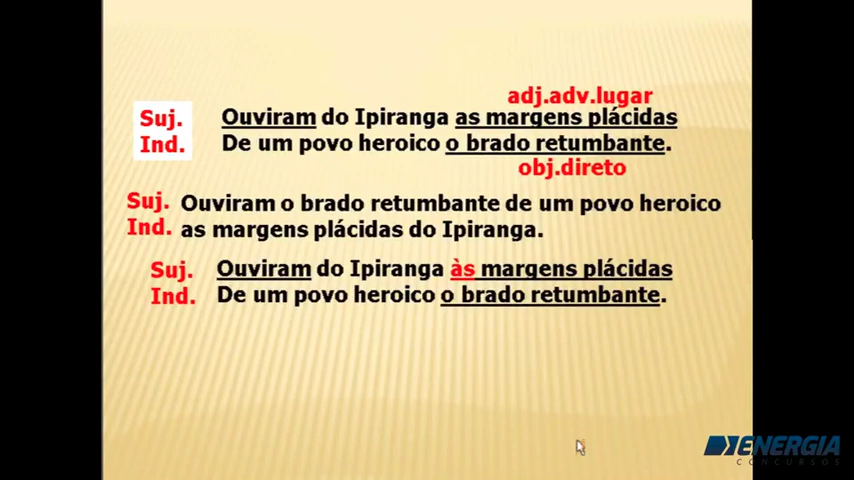 adj.adv.lugar
Suj. Ouviram do Ipiranga as margens plácidas
Ind. De um povo heroico o brado retumbante.
obj.direto
Suj. Ouviram o brado retumbante de um povo heroico
Ind. as margens plácidas do Ipiranga.
Suj. Ouviram do Ipiranga às margens plácidas
Ind. De um povo heroico o brado retumbante.
ENERGIA
CONCURSOS